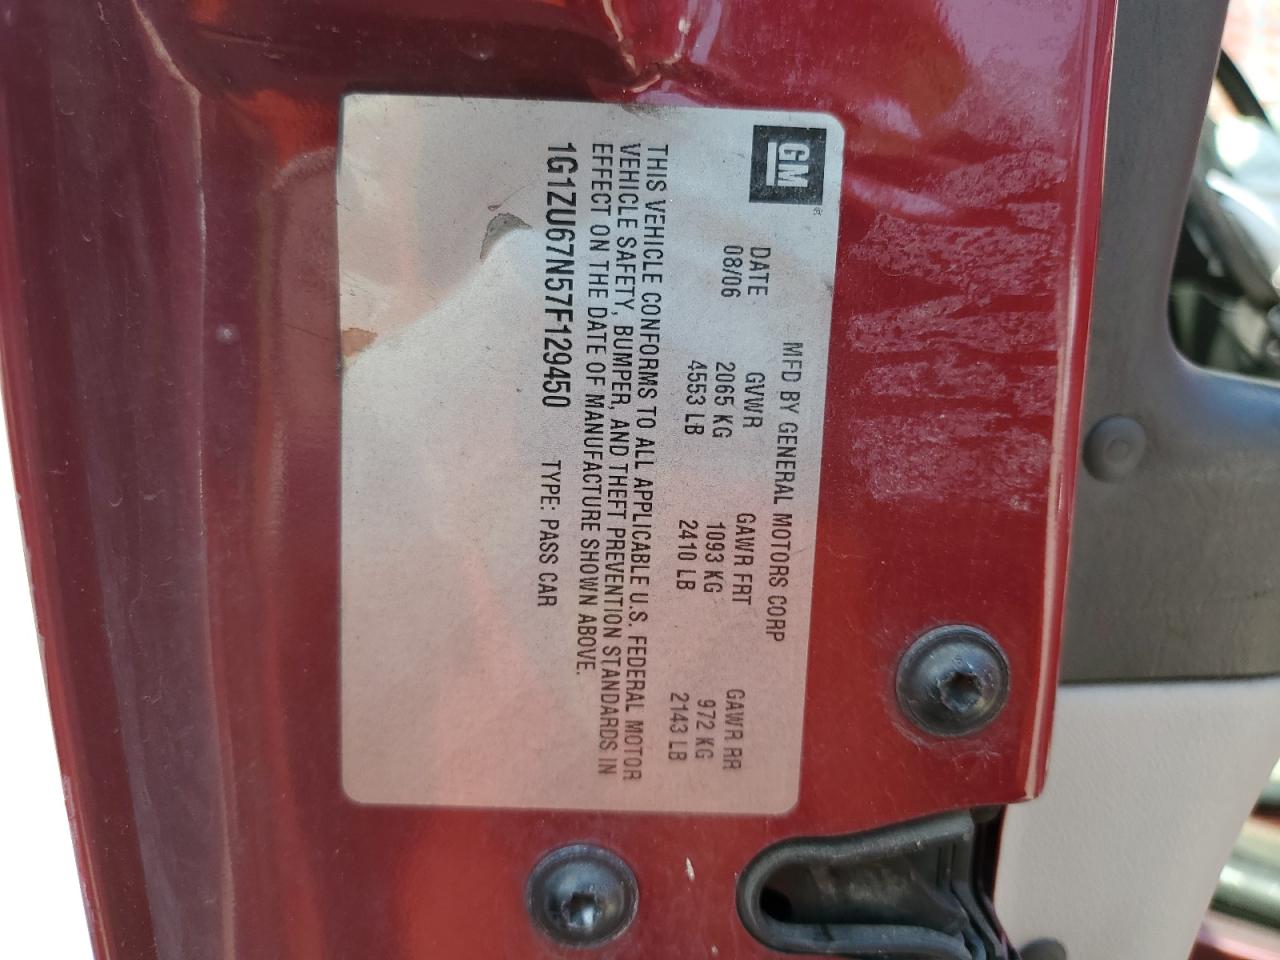 GM
MFD BY GENERAL MOTORS CORP
DATE GVWR GAWR FRT GAWR RR
08/06 2065 KG 1093 KG 972 KG
4553 LB 2410 LB 2143 LB
THIS VEHICLE CONFORMS TO ALL APPLICABLE U.S. FEDERAL MOTOR
VEHICLE SAFETY, BUMPER, AND THEFT PREVENTION STANDARDS IN
EFFECT ON THE DATE OF MANUFACTURE SHOWN ABOVE.
1G1ZU67N57F129450 TYPE: PASS CAR